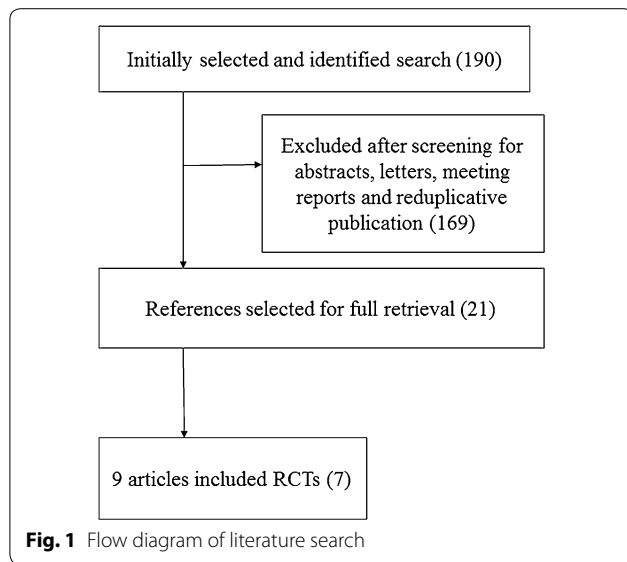 Initially selected and identified search (190)
Excluded after screening for
abstracts, letters, meeting
reports and reduplicative
publication (169)
References selected for full retrieval (21)
9 articles included RCTs (7)
Fig. 1 Flow diagram of literature search